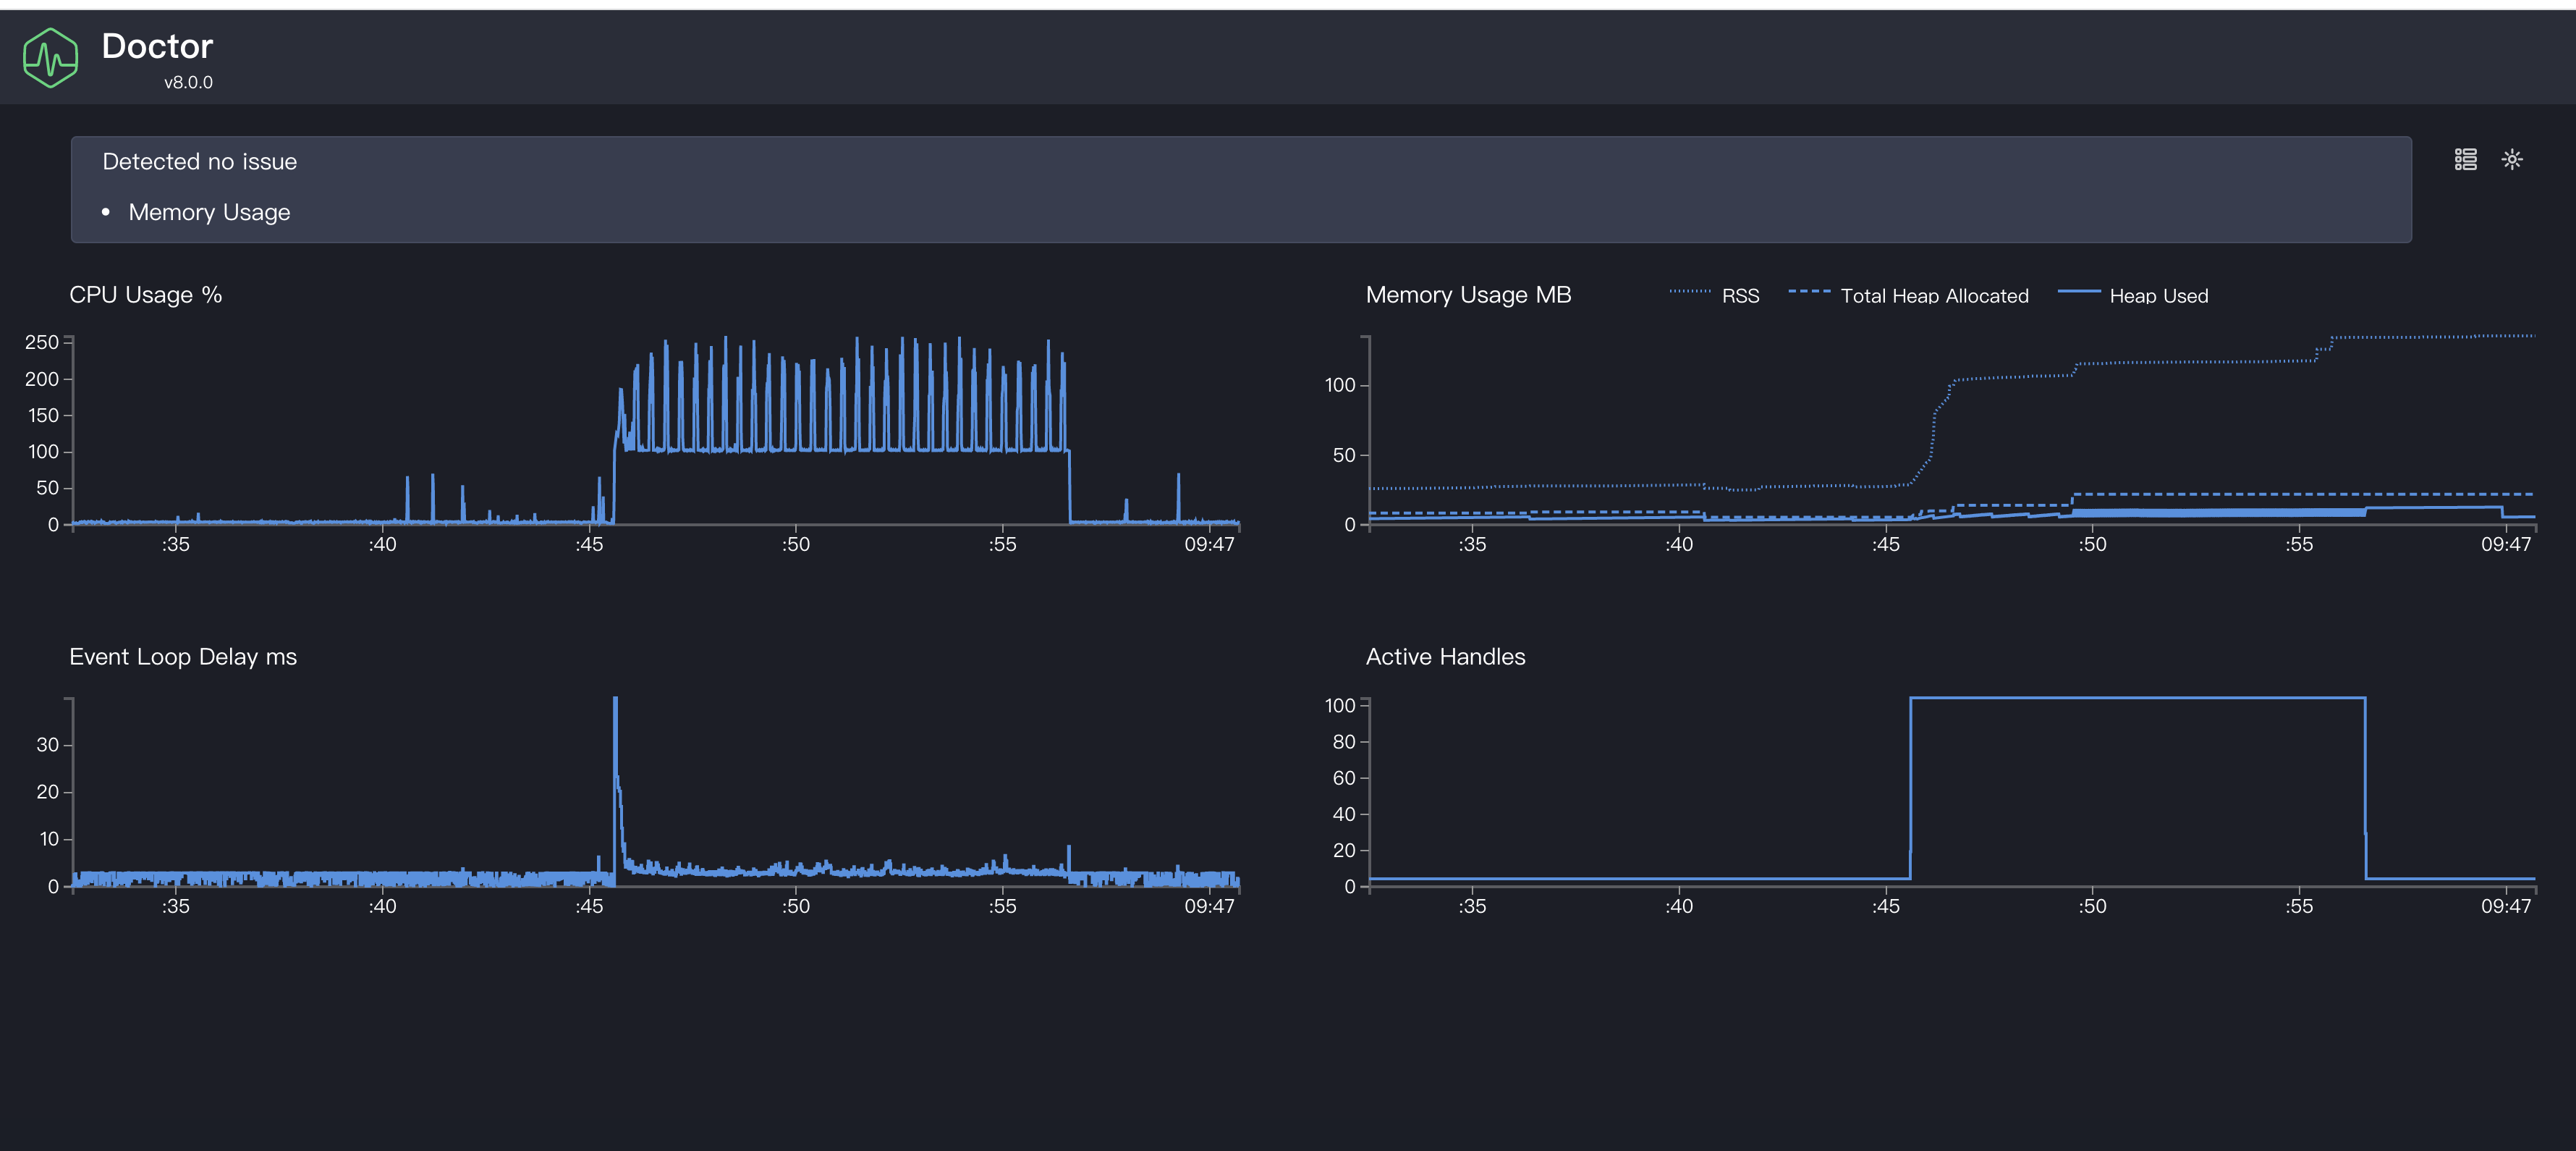 Doctor
v8.0.0
Detected no issue
• Memory Usage
CPU Usage %
250
200
150
100
50
0
:35 :40 :45 :50 :55 09:47
Memory Usage MB RSS Total Heap Allocated Heap Used
100
50
0
:35 :40 :45 :50 :55 09:47
Event Loop Delay ms
30
20
10
0
:35 :40 :45 :50 :55 09:47
Active Handles
100
80
60
40
20
0
:35 :40 :45 :50 :55 09:47